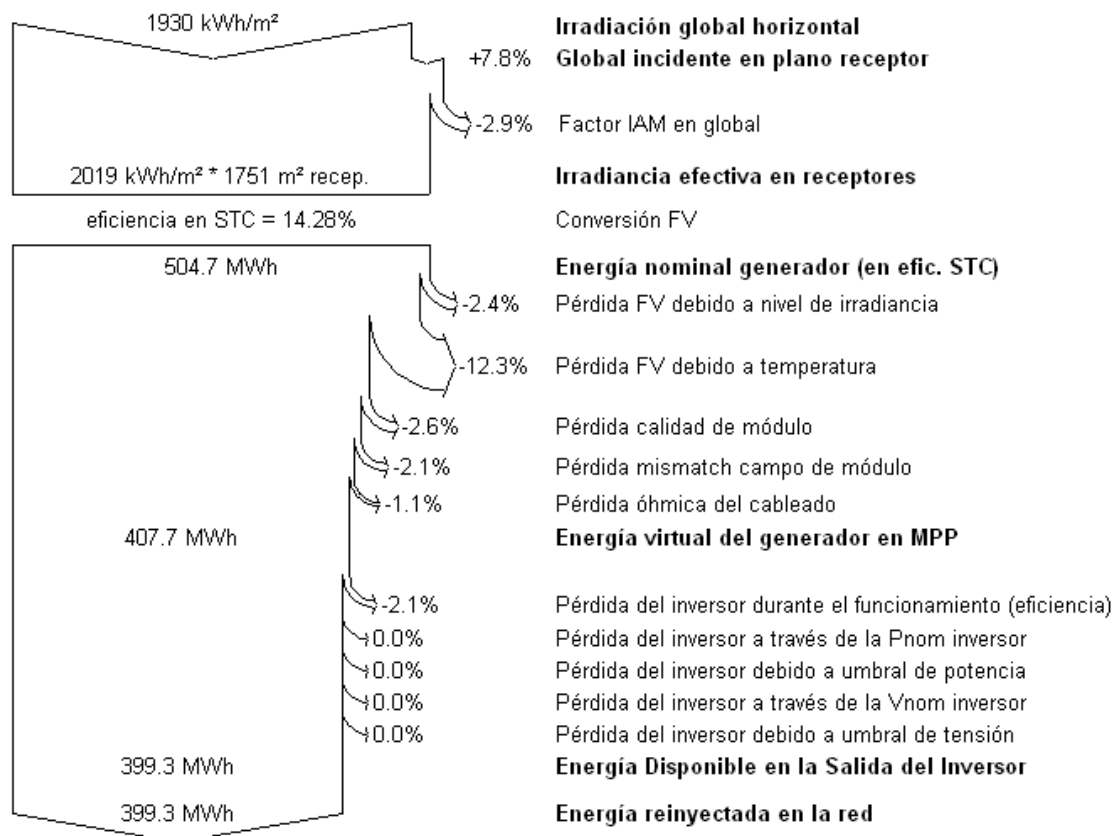 1930 kWh/m² Irradiación global horizontal
+7.8% Global incidente en plano receptor
-2.9% Factor IAM en global
2019 kWh/m² * 1751 m² recep. Irradiancia efectiva en receptores
eficiencia en STC = 14.28% Conversión FV
504.7 MWh Energía nominal generador (en efic. STC)
-2.4% Pérdida FV debido a nivel de irradiancia
-12.3% Pérdida FV debido a temperatura
-2.6% Pérdida calidad de módulo
-2.1% Pérdida mismatch campo de módulo
-1.1% Pérdida óhmica del cableado
407.7 MWh Energía virtual del generador en MPP
-2.1% Pérdida del inversor durante el funcionamiento (eficiencia)
0.0% Pérdida del inversor a través de la Pnom inversor
0.0% Pérdida del inversor debido a umbral de potencia
0.0% Pérdida del inversor a través de la Vnom inversor
0.0% Pérdida del inversor debido a umbral de tensión
399.3 MWh Energía Disponible en la Salida del Inversor
399.3 MWh Energía reinyectada en la red